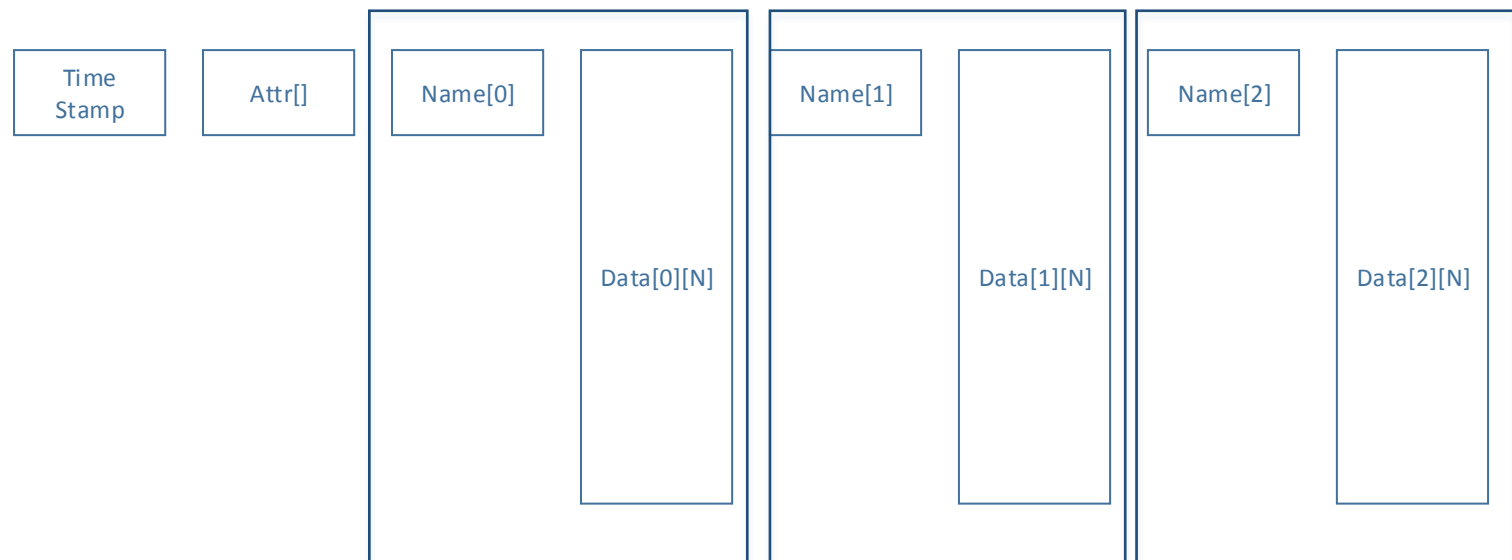 Time
Stamp
Attr[]
Name[0]
Name[1]
Name[2]
Data[0][N]
Data[1][N]
Data[2][N]